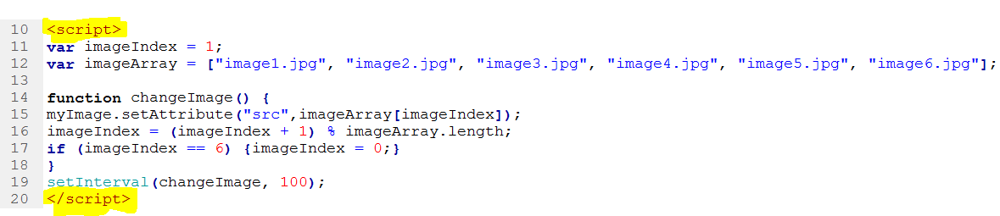 10 <script>
11 var imageIndex = 1;
12 var imageArray = ["image1.jpg", "image2.jpg", "image3.jpg", "image4.jpg", "image5.jpg", "image6.jpg"];
13
14 function changeImage() {
15 myImage.setAttribute("src",imageArray[imageIndex]);
16 imageIndex = (imageIndex + 1) % imageArray.length;
17 if (imageIndex == 6) {imageIndex = 0;}
18 }
19 setInterval(changeImage, 100);
20 </script>